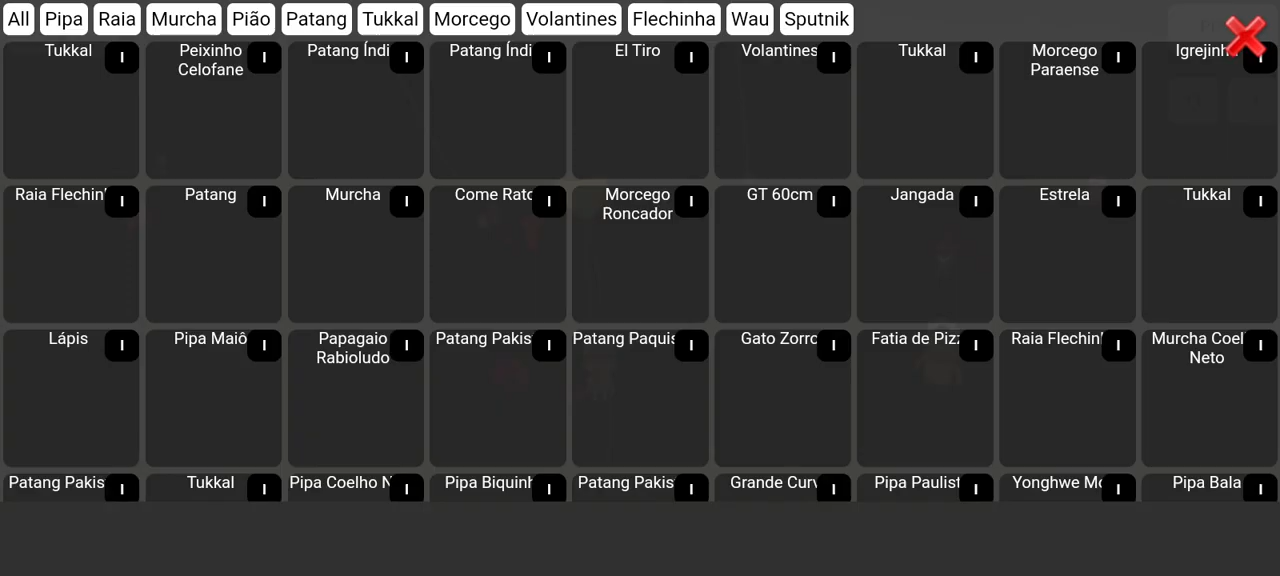 All Pipa Raia Murcha Pião Patang Tukkal Morcego Volantines Flechinha Wau Sputnik
Tukkal I
Peixinho I
Celofane
Patang Índi I
Patang Índi I
El Tiro I
Volantines I
Tukkal I
Morcego I
Paraense
Igrejinh I
Raia Flechin I
Patang I
Murcha I
Come Rato I
Morcego I
Roncador
GT 60cm I
Jangada I
Estrela I
Tukkal I
Lápis I
Pipa Maiô I
Papagaio I
Rabioludo
Patang Pakis I
Patang Paquis I
Gato Zorro I
Fatia de Pizz I
Raia Flechin I
Murcha Coel I
Neto
Patang Pakis I
Tukkal I
Pipa Coelho N I
Pipa Biquinh I
Patang Pakis I
Grande Curv I
Pipa Paulist I
Yonghwe Mo I
Pipa Bala I